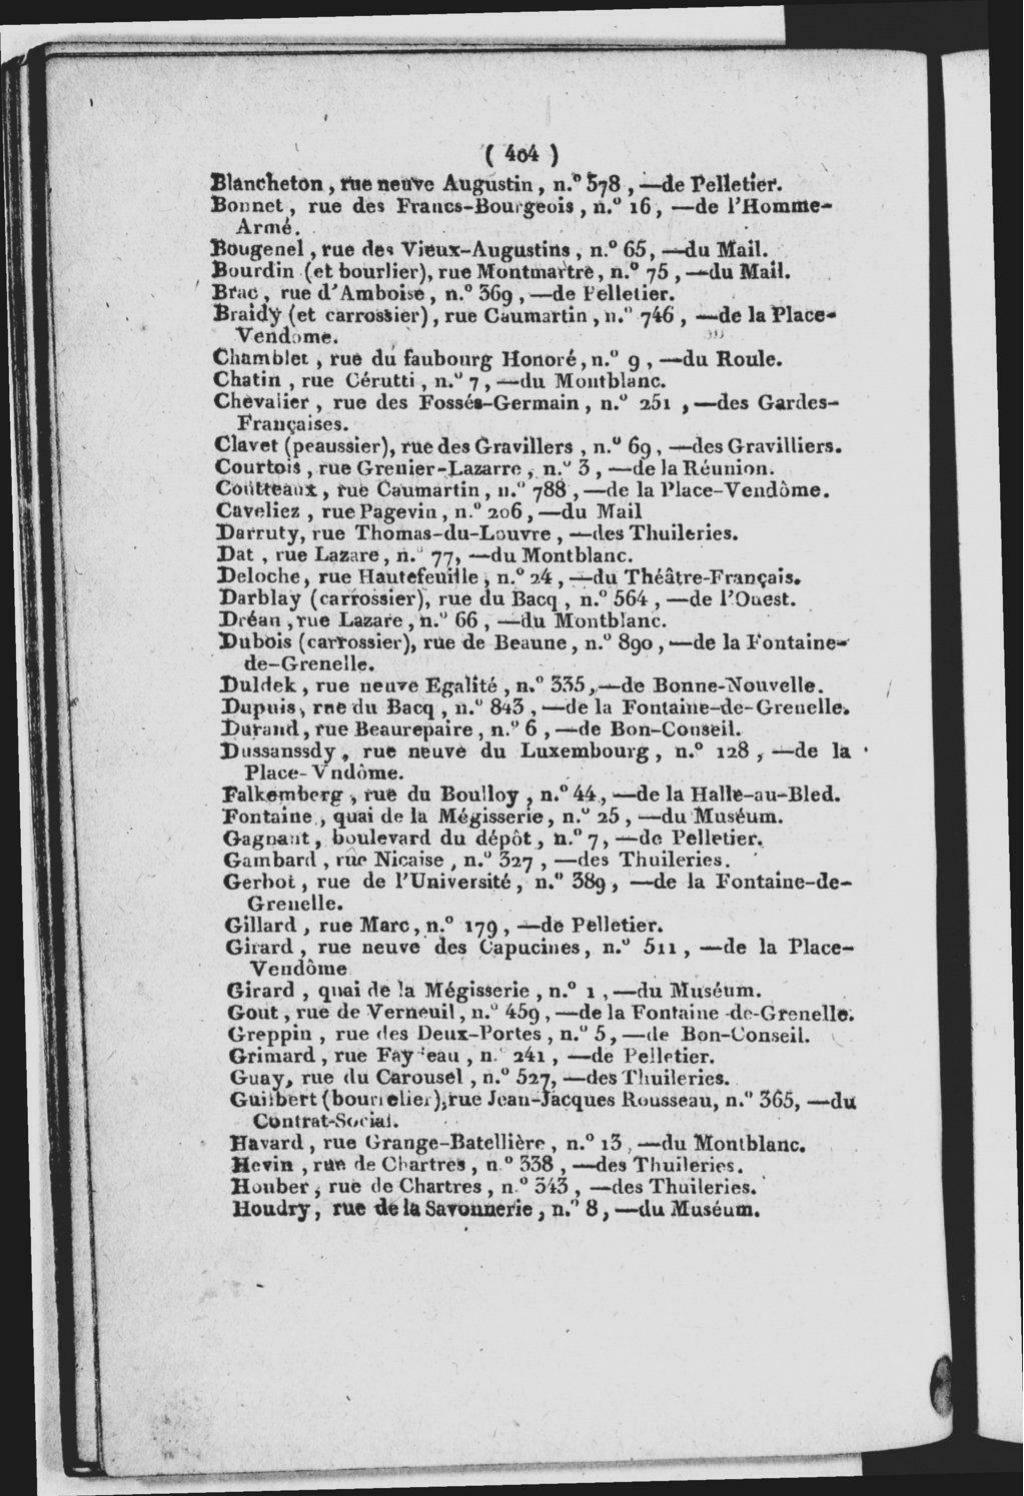 ( 404 )
Blancheton, rue neuve Augustin, n.º 578, —de Pelletier.
Bonnet, rue des Francs-Bourgeois, n.º 16, —de l'Homme-
Armé.
Bougenel, rue des Vieux-Augustins, n.º 65, —du Mail.
Bourdin (et bourlier), rue Montmartre, n.º 75, —du Mail.
Brac, rue d'Amboise, n.º 369, —de Pelletier.
Braidy (et carrossier), rue Caumartin, n.º 746, —de la Place-
Vendôme.
Chamblet, rue du faubourg Honoré, n.º 9, —du Roule.
Chatin, rue Cérutti, n.º 7, —du Montblanc.
Chevalier, rue des Fossés-Germain, n.º 251, —des Gardes-
Françaises.
Clavet (peaussier), rue des Gravillers, n.º 69, —des Gravilliers.
Courtois, rue Grenier-Lazarre, n.º 3, —de la Réunion.
Coûtteaux, rue Caumartin, n.º 788, —de la Place-Vendôme.
Caveliez, rue Pagevin, n.º 206, —du Mail
Darruty, rue Thomas-du-Louvre, —des Thuileries.
Dat, rue Lazare, n.º 77, —du Montblanc.
Deloche, rue Hautefeuille, n.º 24, —du Théâtre-Français.
Darblay (carrossier), rue du Bacq, n.º 564, —de l'Ouest.
Dréan, rue Lazare, n.º 66, —du Montblanc.
Dubois (carrossier), rue de Beaune, n.º 890, —de la Fontaine-
de-Grenelle.
Duldek, rue neuve Egalité, n.º 335, —de Bonne-Nouvelle.
Dupuis, rue du Bacq, n.º 843, —de la Fontaine-de-Grenelle.
Durand, rue Beaurepaire, n.º 6, —de Bon-Conseil.
Dussanssdy, rue neuve du Luxembourg, n.º 128, —de la
Place-Vndôme.
Falkemberg, rue du Boulloy, n.º 44, —de la Halle-au-Bled.
Fontaine, quai de la Mégisserie, n.º 25, —du Muséum.
Gagnant, boulevard du dépôt, n.º 7, —de Pelletier.
Gambard, rue Nicaise, n.º 327, —des Thuileries.
Gerbot, rue de l'Université, n.º 389, —de la Fontaine-de-
Grenelle.
Gillard, rue Marc, n.º 179, —de Pelletier.
Girard, rue neuve des Capucines, n.º 511, —de la Place-
Vendôme
Girard, quai de la Mégisserie, n.º 1, —du Muséum.
Gout, rue de Verneuil, n.º 459, —de la Fontaine-de-Grenelle.
Greppin, rue des Deux-Portes, n.º 5, —de Bon-Conseil.
Grimard, rue n. 241, —de Pelletier.
Guay, rue du Carousel, n.º 527, —des Thuileries.
Guilbert (bourrelier), rue Jean-Jacques Rousseau, n.º 365, —du
Contrat-Social.
Havard, rue Grange-Batellière, n.º 13, —du Montblanc.
Hevin, rue de Chartres, n.º 338, —des Thuileries.
Houber, rue de Chartres, n.º 343, —des Thuileries.
Houdry, rue de la Savonnerie, n.º 8, —du Muséum.